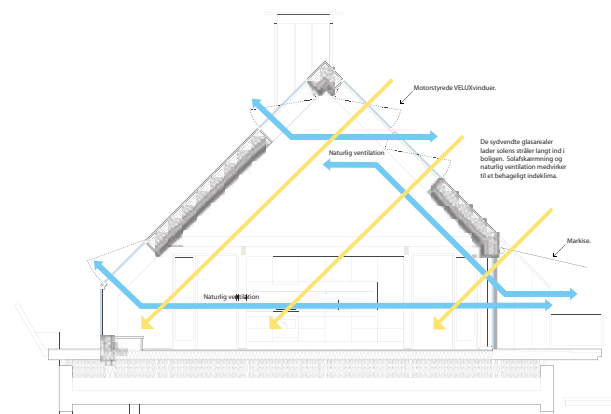 Motorstyrede VELUXvinduer.
De sydvendte glasarealer
lader solens stråler langt ind i
boligen. Solafskærmning og
naturlig ventilation medvirker
til et behageligt indeklima.
Naturlig ventilation
Markise.
Naturlig ventilation